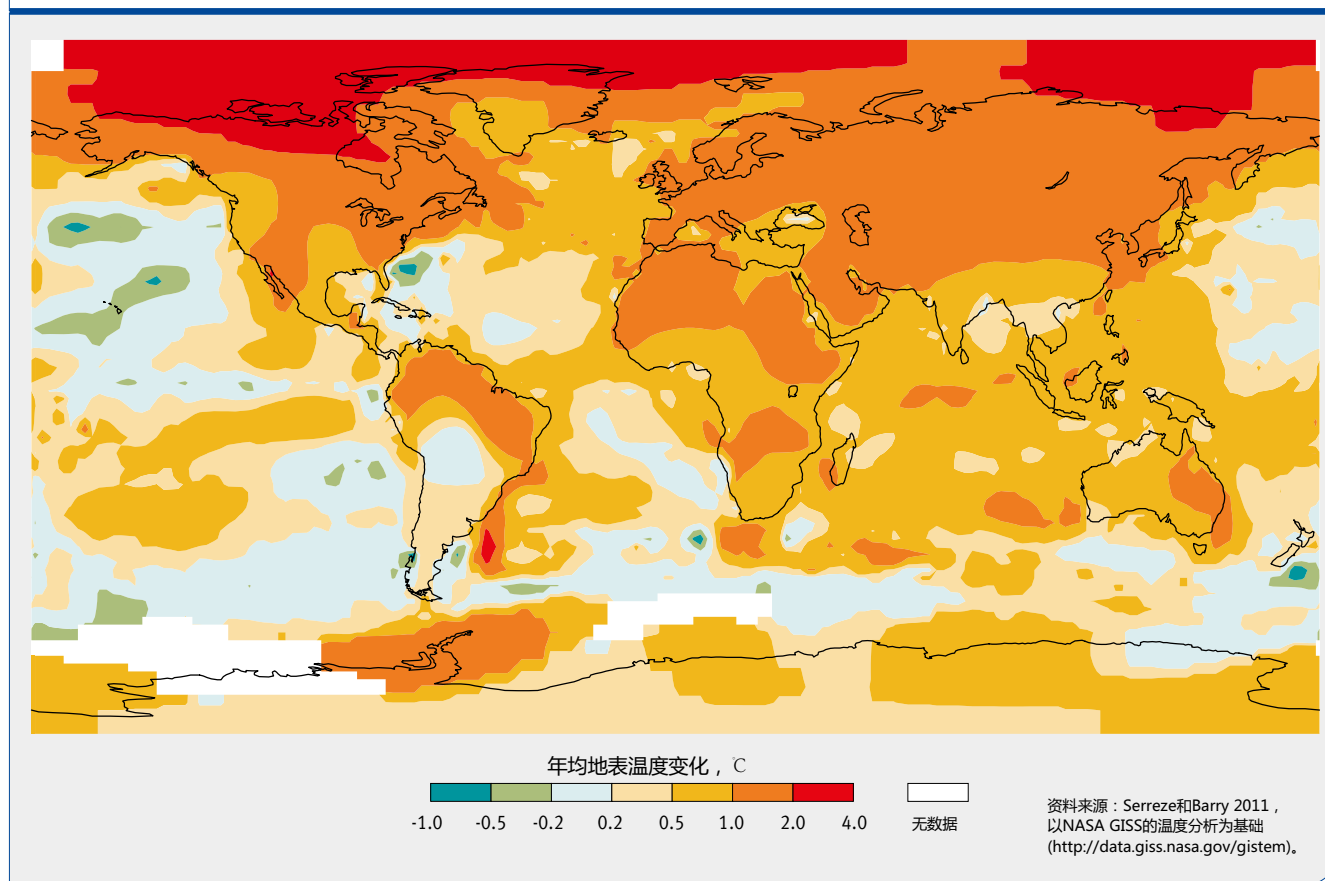 年均地表温度变化，℃
-1.0 -0.5 -0.2 0.2 0.5 1.0 2.0 4.0 无数据
资料来源：Serreze和Barry 2011，
以NASA GISS的温度分析为基础
(http://data.giss.nasa.gov/gistem)。